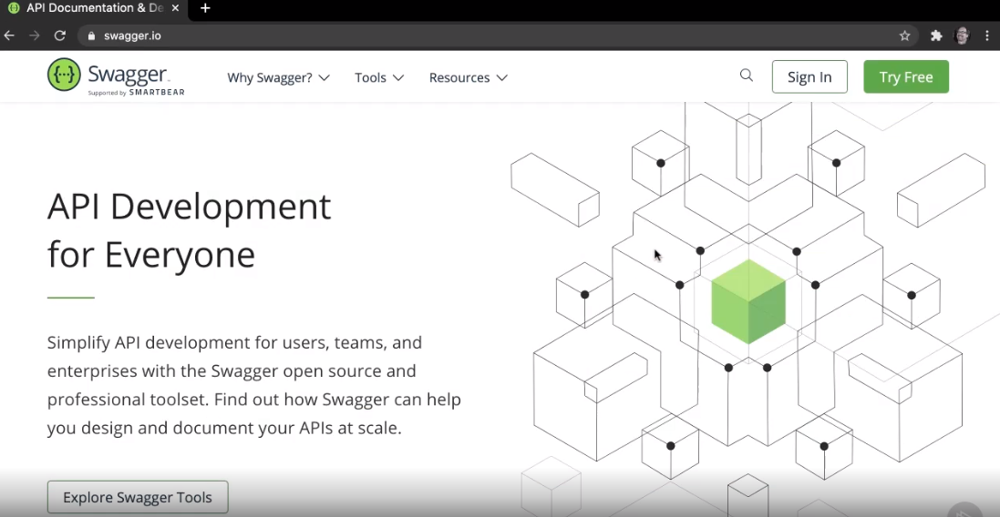 API Documentation & De
swagger.io
{··} Swagger
Supported by SMARTBEAR
Why Swagger?
Tools
Resources
Sign In
Try Free
API Development
for Everyone
Simplify API development for users, teams, and
enterprises with the Swagger open source and
professional toolset. Find out how Swagger can help
you design and document your APIs at scale.
Explore Swagger Tools